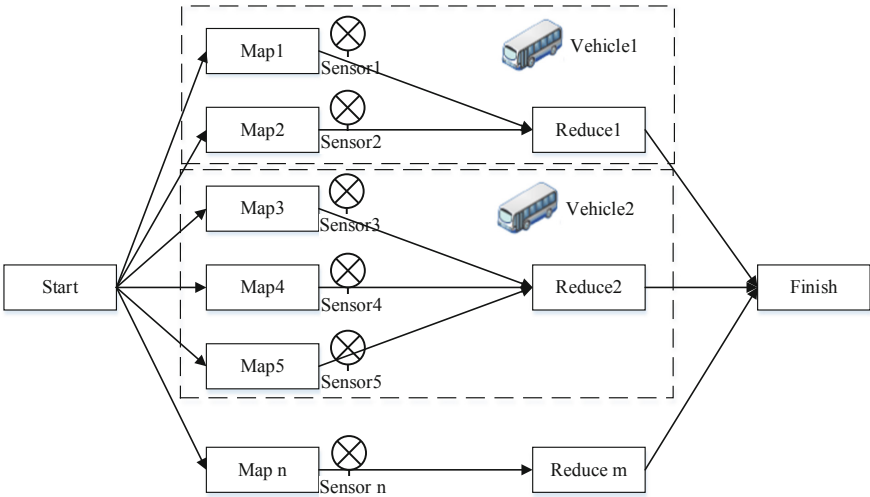 Map1
Sensor1
Vehicle1
Map2
Sensor2
Reduce1
Map3
Sensor3
Vehicle2
Start
Map4
Sensor4
Reduce2
Finish
Map5
Sensor5
Map n
Sensor n
Reduce m